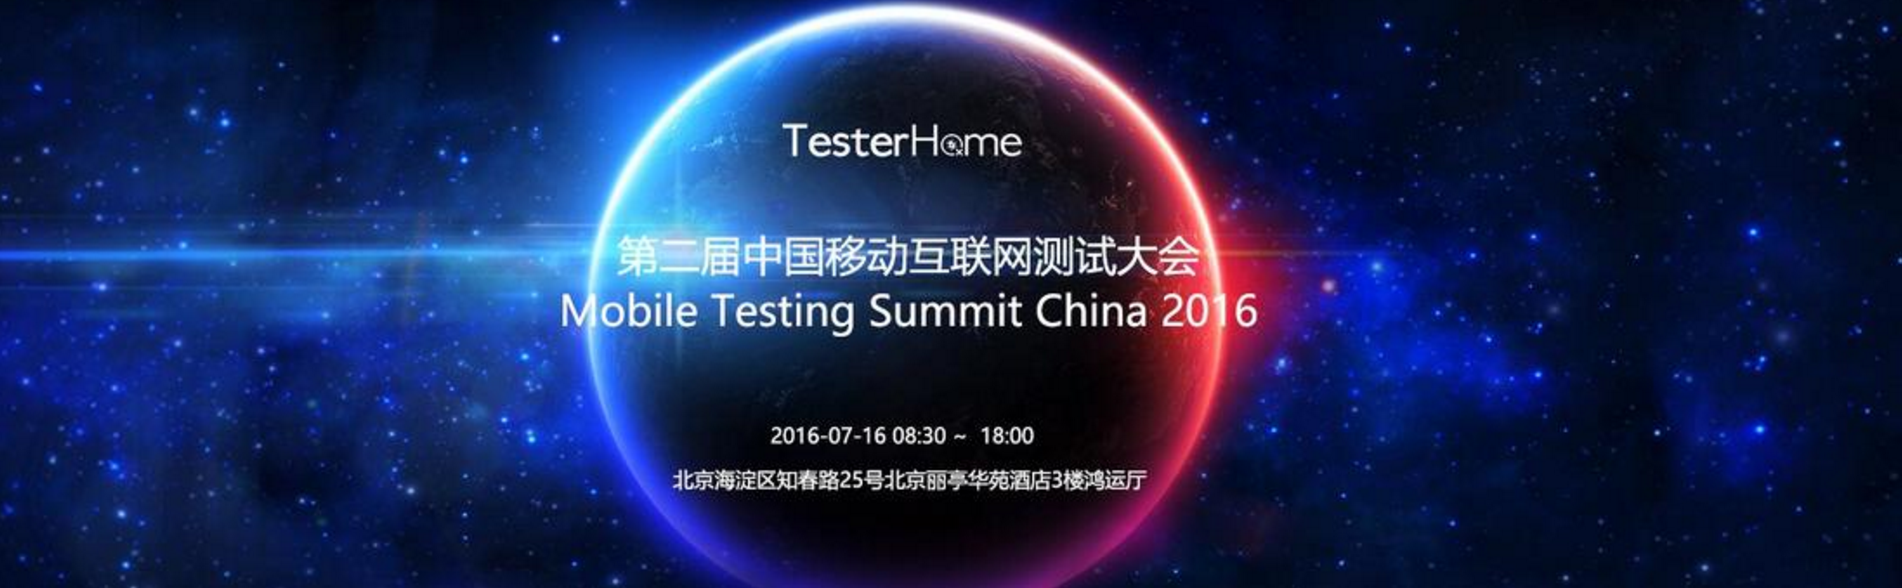 TesterHome
第二届中国移动互联网测试大会
Mobile Testing Summit China 2016
2016-07-16 08:30 ~ 18:00
北京海淀区知春路25号北京丽亭华苑酒店3楼鸿运厅